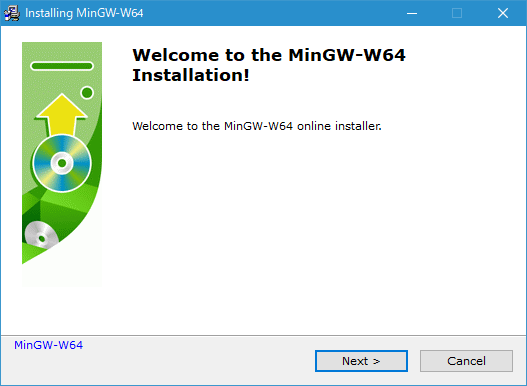 Installing MinGW-W64
Welcome to the MinGW-W64
Installation!
Welcome to the MinGW-W64 online installer.
MinGW-W64
Next >
Cancel